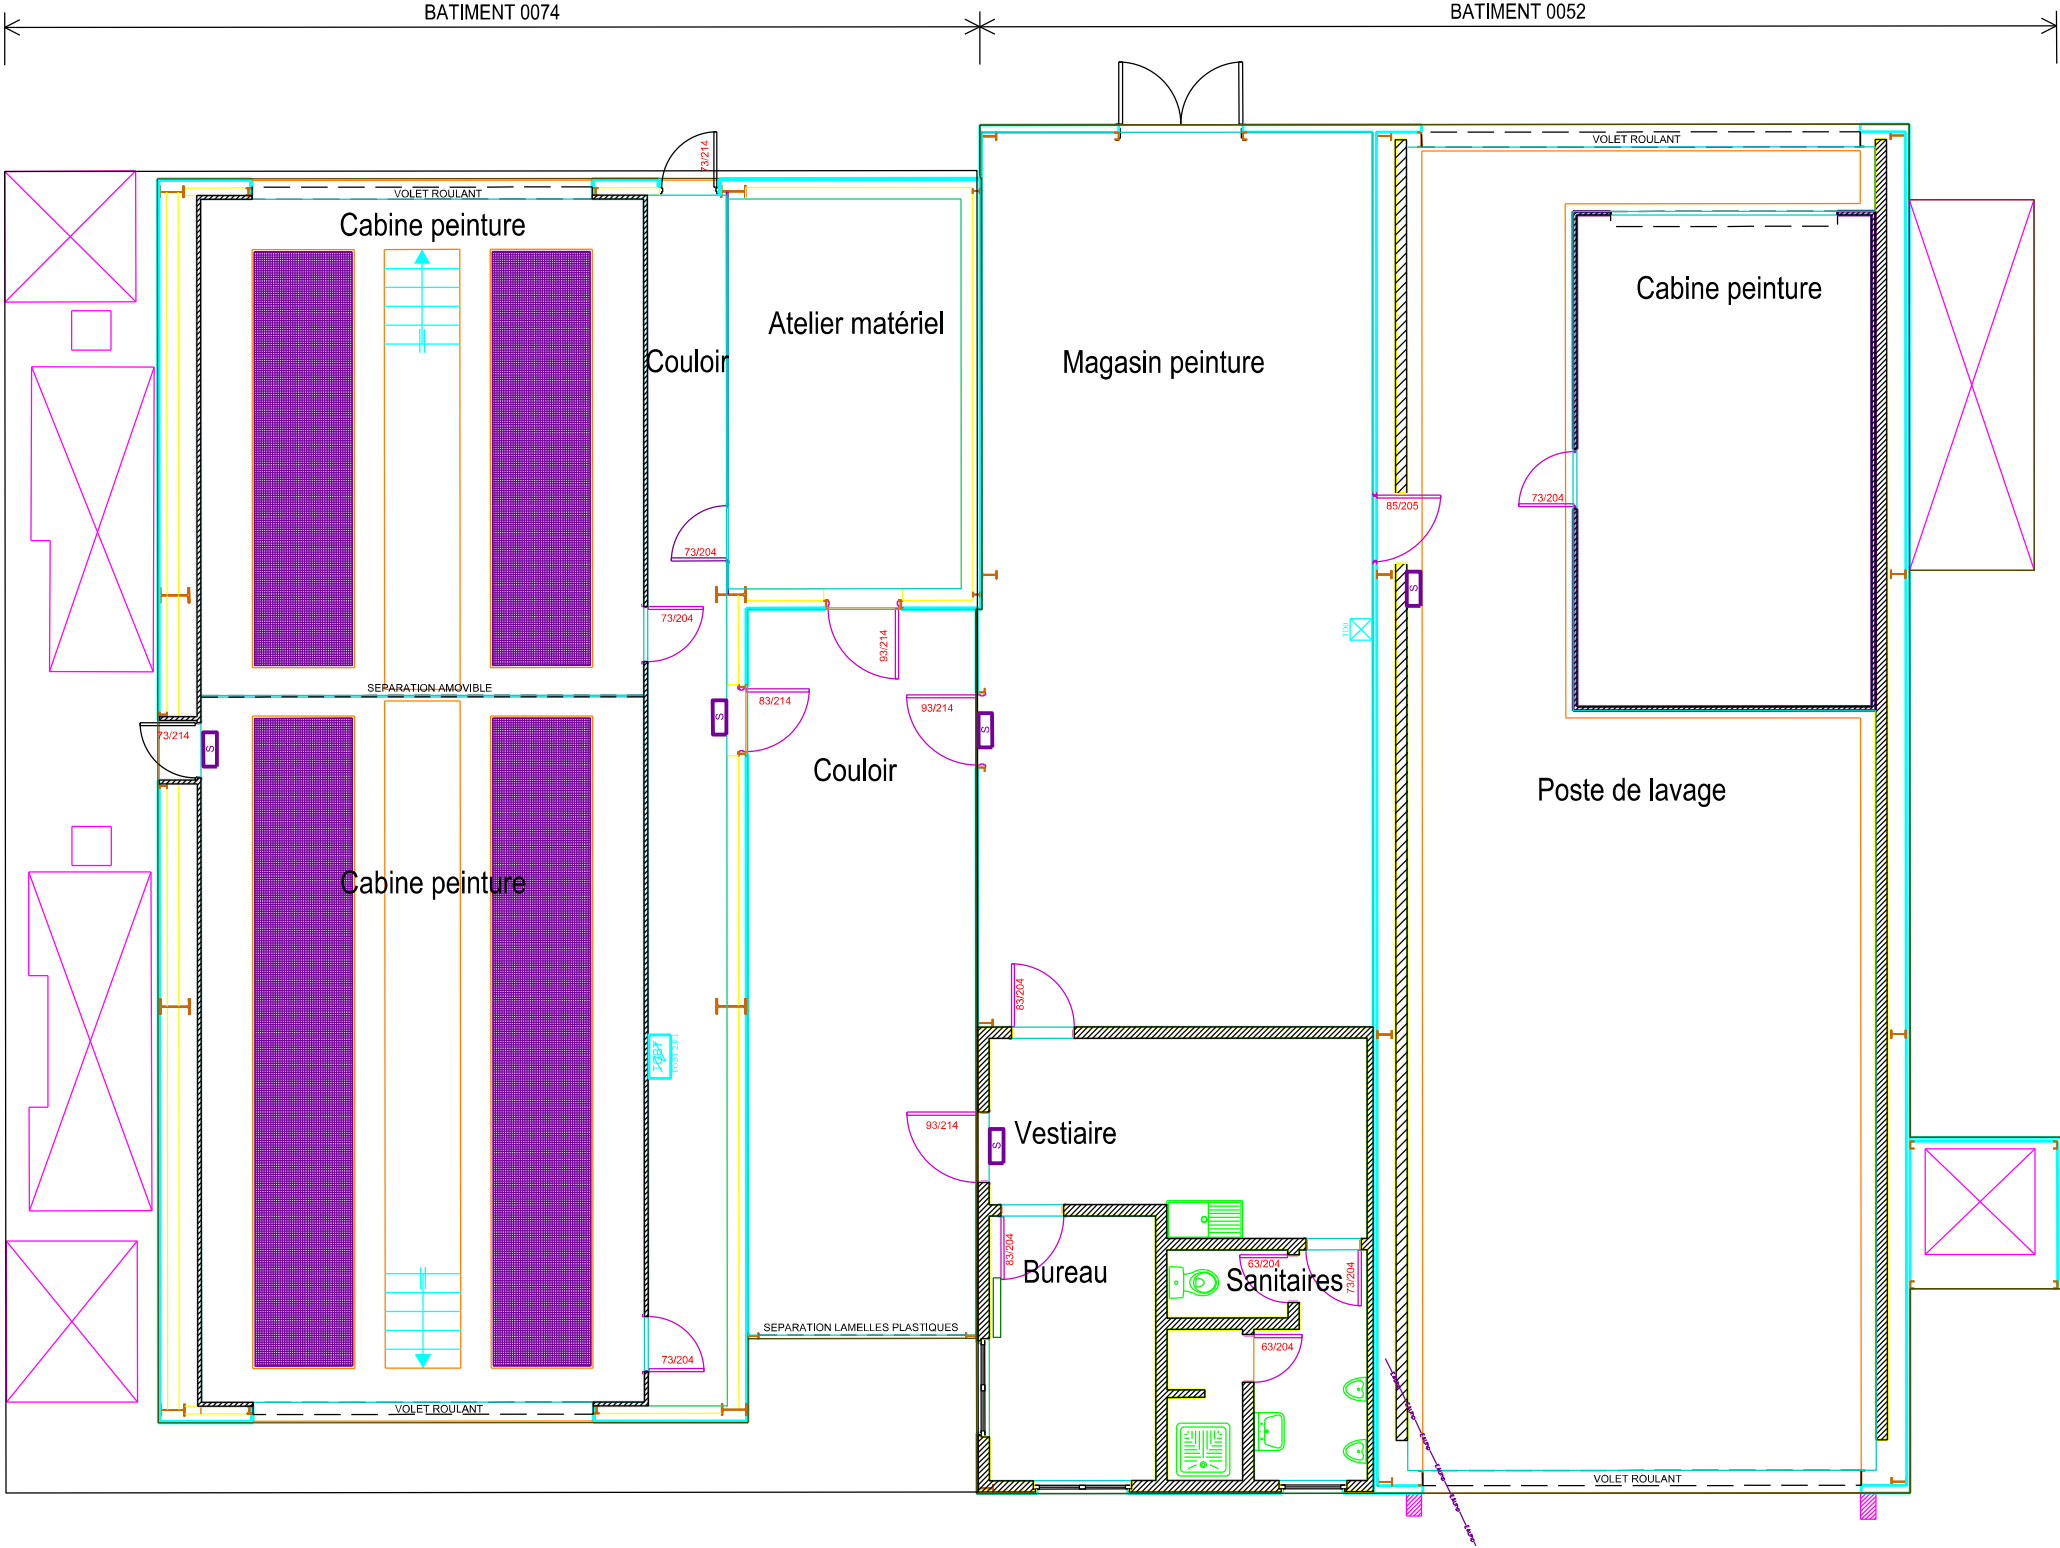 BATIMENT 0074
BATIMENT 0052
VOLET ROULANT
73/214
VOLET ROULANT
Cabine peinture
Cabine peinture
Atelier matériel
Couloir
Magasin peinture
85/205
73/204
73/204
S
73/204
TD0
93/214
SEPARATION AMOVIBLE
83/214
93/214
S
S
73/214
S
Couloir
Poste de lavage
Cabine peinture
83/204
TGBT
93/214
Vestiaire
S
83/204
Bureau
63/204
Sanitaires
73/204
SEPARATION LAMELLES PLASTIQUES
63/204
73/204
VOLET ROULANT
VOLET ROULANT